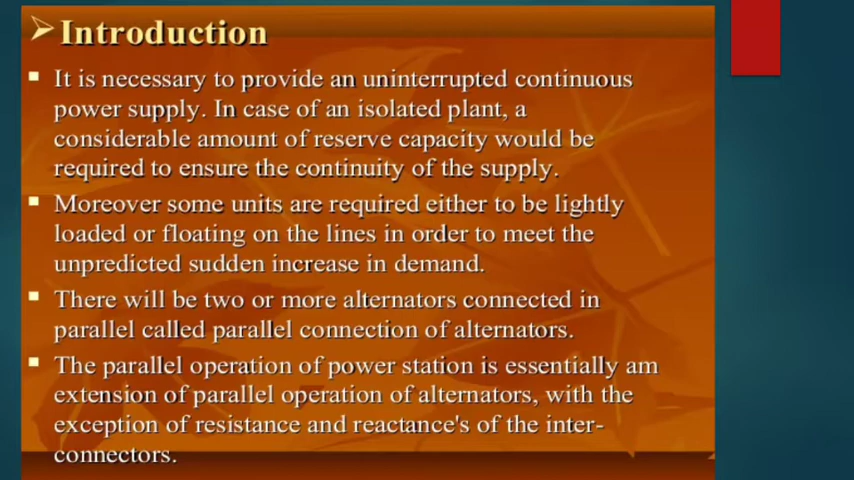 Introduction
It is necessary to provide an uninterrupted continuous
power supply. In case of an isolated plant, a
considerable amount of reserve capacity would be
required to ensure the continuity of the supply.
Moreover some units are required either to be lightly
loaded or floating on the lines in order to meet the
unpredicted sudden increase in demand.
There will be two or more alternators connected in
parallel called parallel connection of alternators.
The parallel operation of power station is essentially am
extension of parallel operation of alternators, with the
exception of resistance and reactance's of the inter-
connectors.